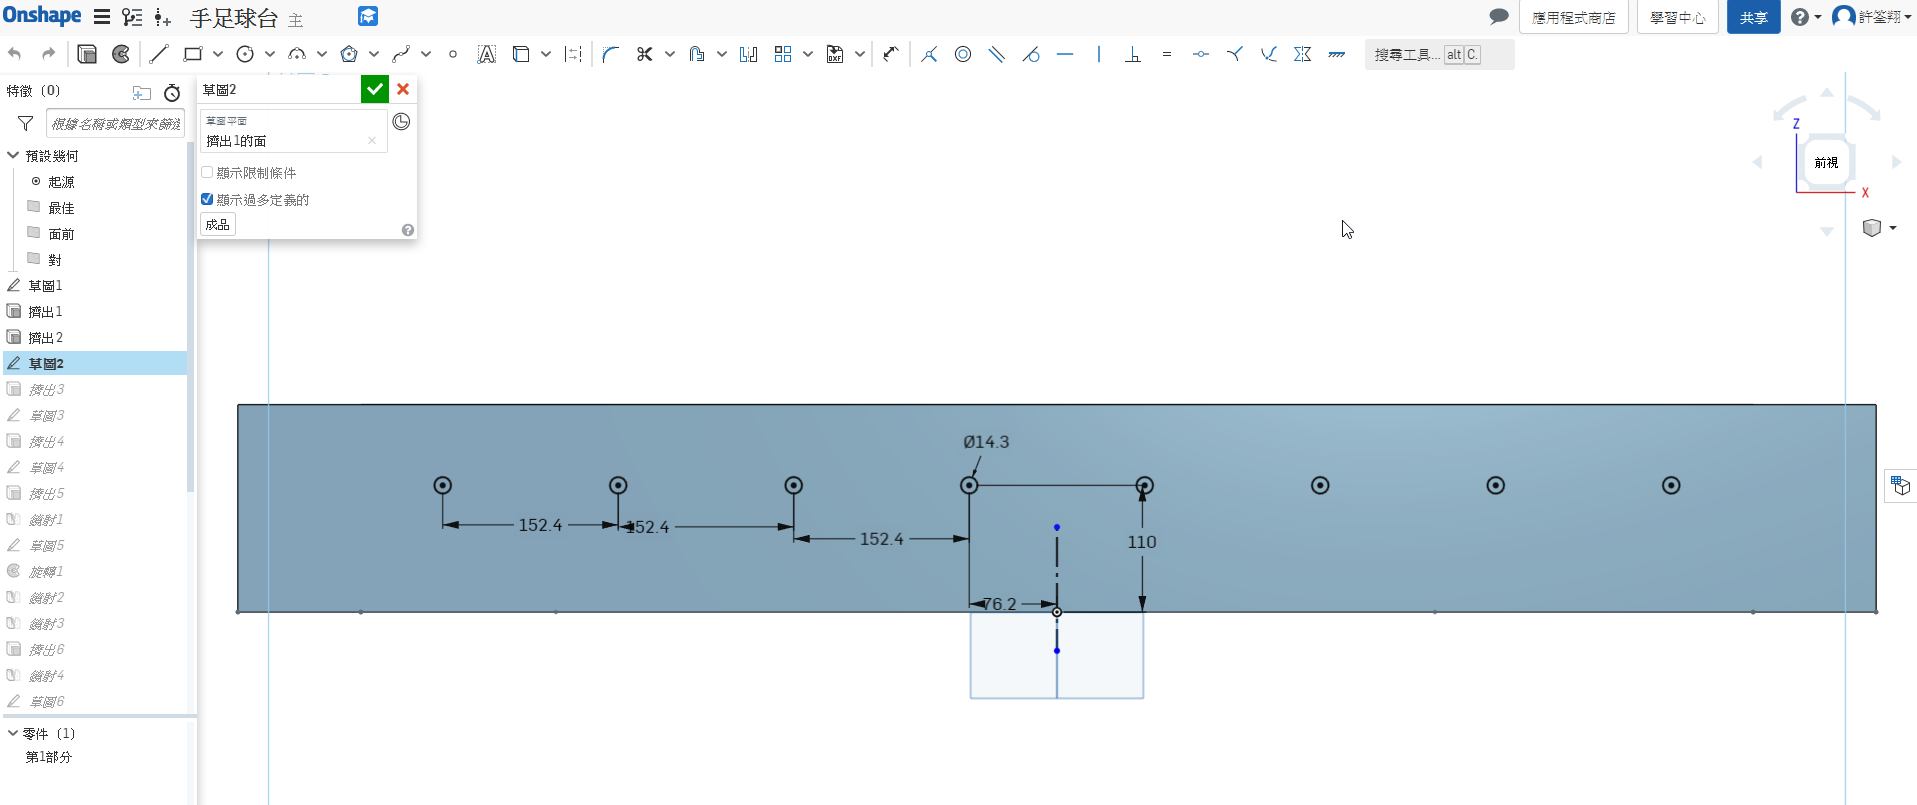 Onshape 手足球台 主 應用程式商店 學習中心 共享 許筌翔
搜尋工具... alt C.
特徵 (0)
根據名稱或類型來篩選
預設幾何
起源
最佳
面前
對
草圖1
擠出1
擠出2
草圖2
擠出3
草圖3
擠出4
草圖4
擠出5
鏡射1
草圖5
旋轉1
鏡射2
鏡射3
擠出6
鏡射4
草圖6
零件 (1)
第1部分
草圖2
草圖平面
擠出1的面
顯示限制條件
顯示過多定義的
成品
Z
前視
X
Ø14.3
152.4
152.4
152.4
110
76.2